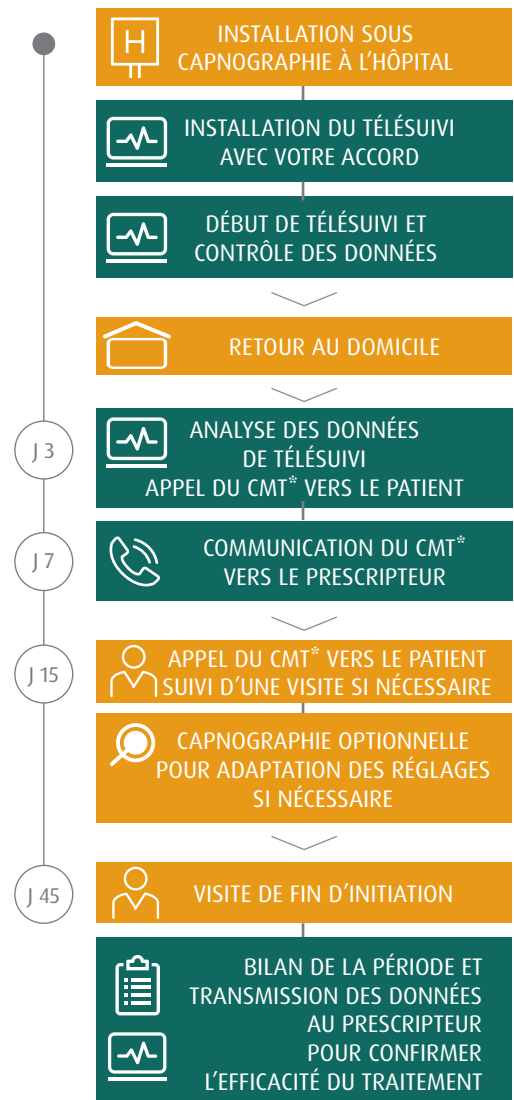 H
INSTALLATION SOUS
CAPNOGRAPHIE À L’HÔPITAL
INSTALLATION DU TÉLÉSUIVI
AVEC VOTRE ACCORD
DÉBUT DE TÉLÉSUIVI ET
CONTRÔLE DES DONNÉES
RETOUR AU DOMICILE
J 3
ANALYSE DES DONNÉES
DE TÉLÉSUIVI
APPEL DU CMT* VERS LE PATIENT
J 7
COMMUNICATION DU CMT*
VERS LE PRESCRIPTEUR
J 15
APPEL DU CMT* VERS LE PATIENT
SUIVI D’UNE VISITE SI NÉCESSAIRE
CAPNOGRAPHIE OPTIONNELLE
POUR ADAPTATION DES RÉGLAGES
SI NÉCESSAIRE
J 45
VISITE DE FIN D’INITIATION
BILAN DE LA PÉRIODE ET
TRANSMISSION DES DONNÉES
AU PRESCRIPTEUR
POUR CONFIRMER
L’EFFICACITÉ DU TRAITEMENT